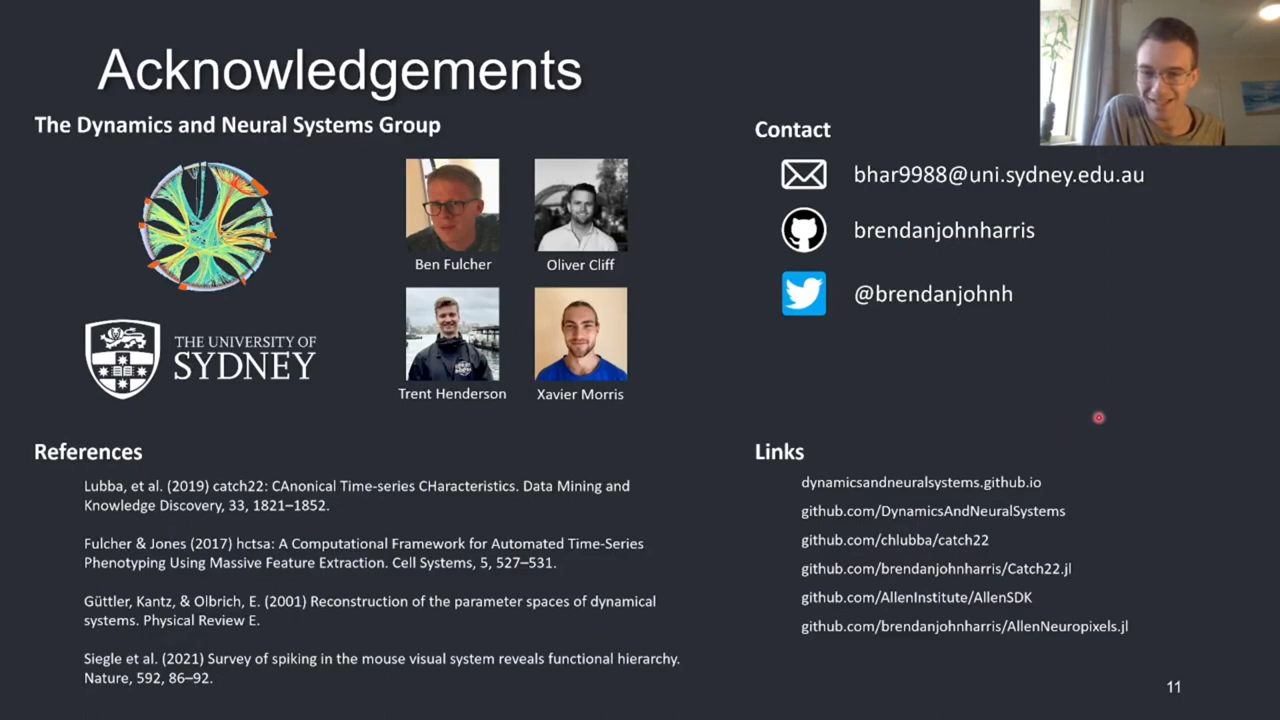 Acknowledgements
The Dynamics and Neural Systems Group
Ben Fulcher
Oliver Cliff
THE UNIVERSITY OF
SYDNEY
Trent Henderson
Xavier Morris
Contact
bhar9988@uni.sydney.edu.au
brendanjohnharris
@brendanjohnh
References
Lubba, et al. (2019) catch22: CAnonical Time-series CHaracteristics. Data Mining and
Knowledge Discovery, 33, 1821–1852.
Fulcher & Jones (2017) hctsa: A Computational Framework for Automated Time-Series
Phenotyping Using Massive Feature Extraction. Cell Systems, 5, 527–531.
Güttler, Kantz, & Olbrich, E. (2001) Reconstruction of the parameter spaces of dynamical
systems. Physical Review E.
Siegle et al. (2021) Survey of spiking in the mouse visual system reveals functional hierarchy.
Nature, 592, 86–92.
Links
dynamicsandneuralsystems.github.io
github.com/DynamicsAndNeuralSystems
github.com/chlubba/catch22
github.com/brendanjohnharris/Catch22.jl
github.com/AllenInstitute/AllenSDK
github.com/brendanjohnharris/AllenNeuropixels.jl
11